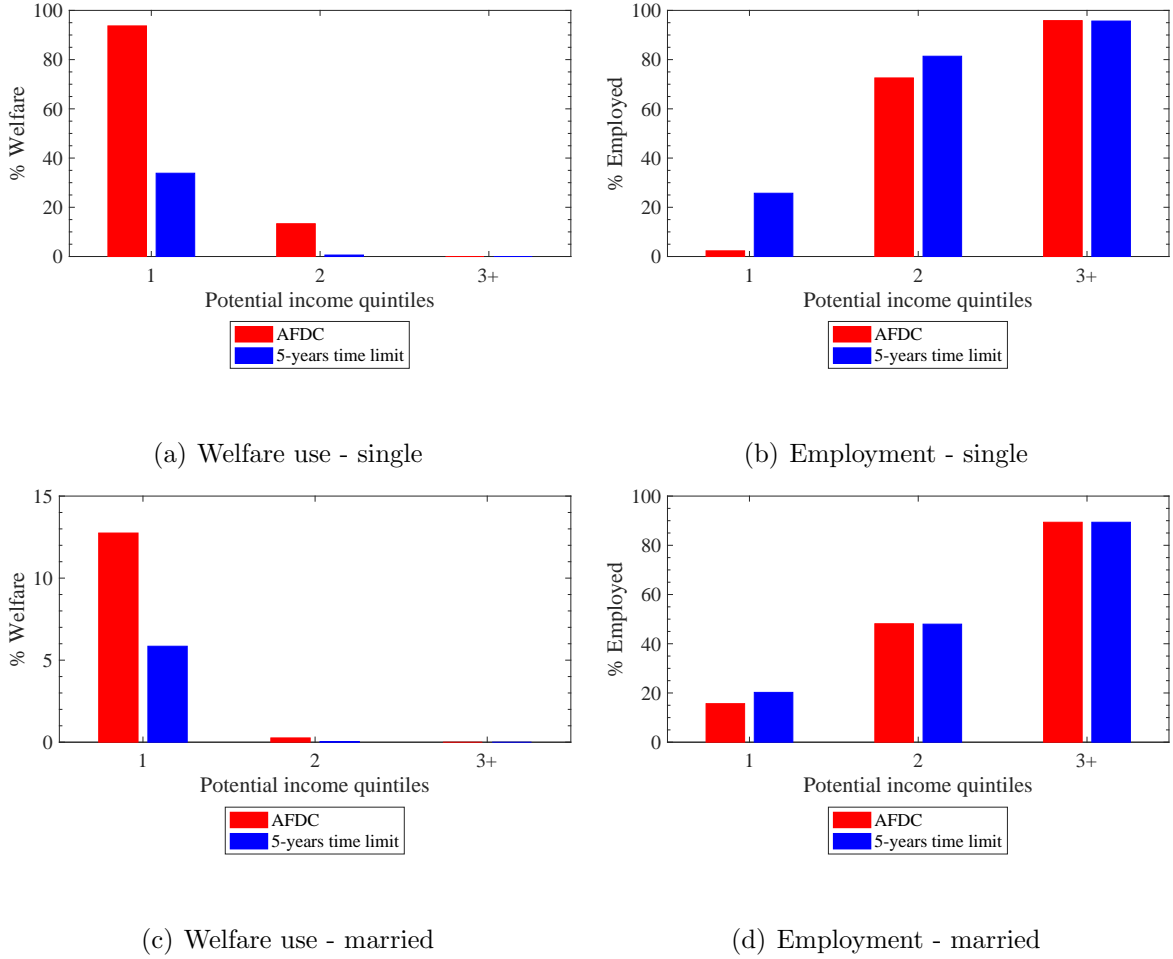 100
80
60
40
20
0
% Welfare
1
2
3+
Potential income quintiles
AFDC
5-years time limit
(a) Welfare use - single
100
80
60
40
20
0
% Employed
1
2
3+
Potential income quintiles
AFDC
5-years time limit
(b) Employment - single
15
10
5
0
% Welfare
1
2
3+
Potential income quintiles
AFDC
5-years time limit
(c) Welfare use - married
100
80
60
40
20
0
% Employed
1
2
3+
Potential income quintiles
AFDC
5-years time limit
(d) Employment - married